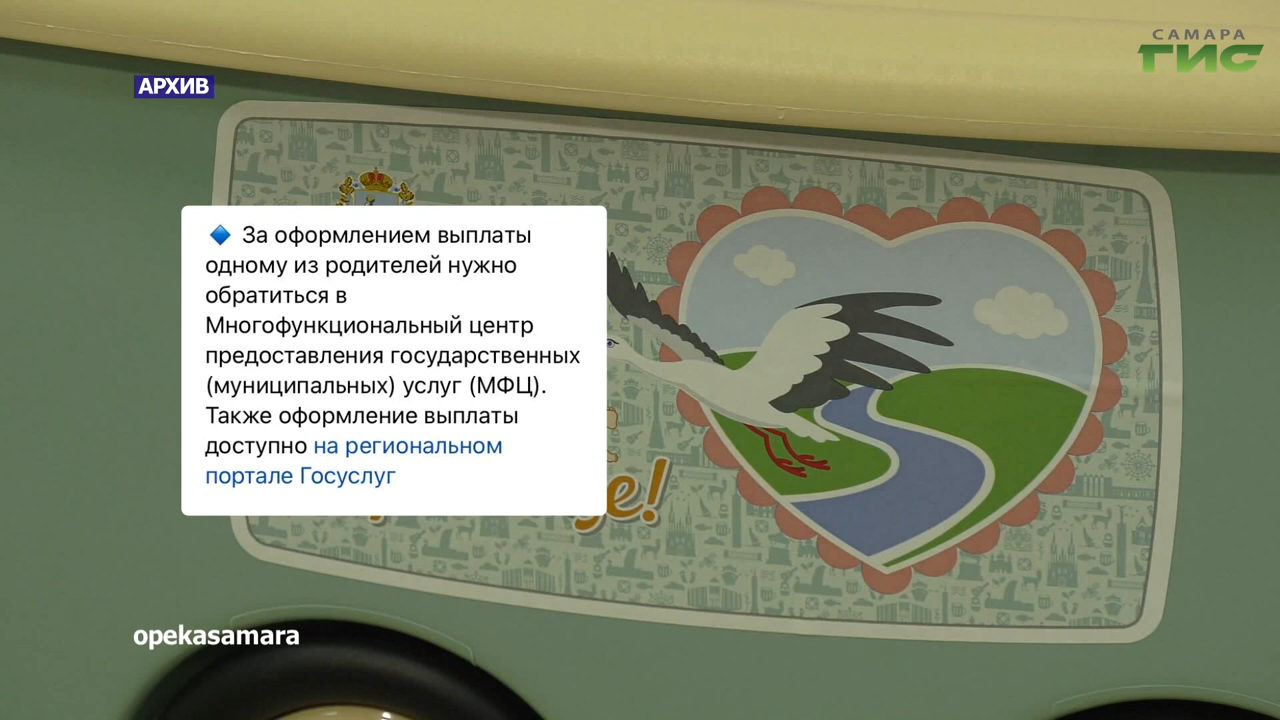 САМАРА
ГИС
АРХИВ
🔷 За оформлением выплаты
одному из родителей нужно
обратиться в
Многофункциональный центр
предоставления государственных
(муниципальных) услуг (МФЦ).
Также оформление выплаты
доступно на региональном
портале Госуслуг
opekasamara